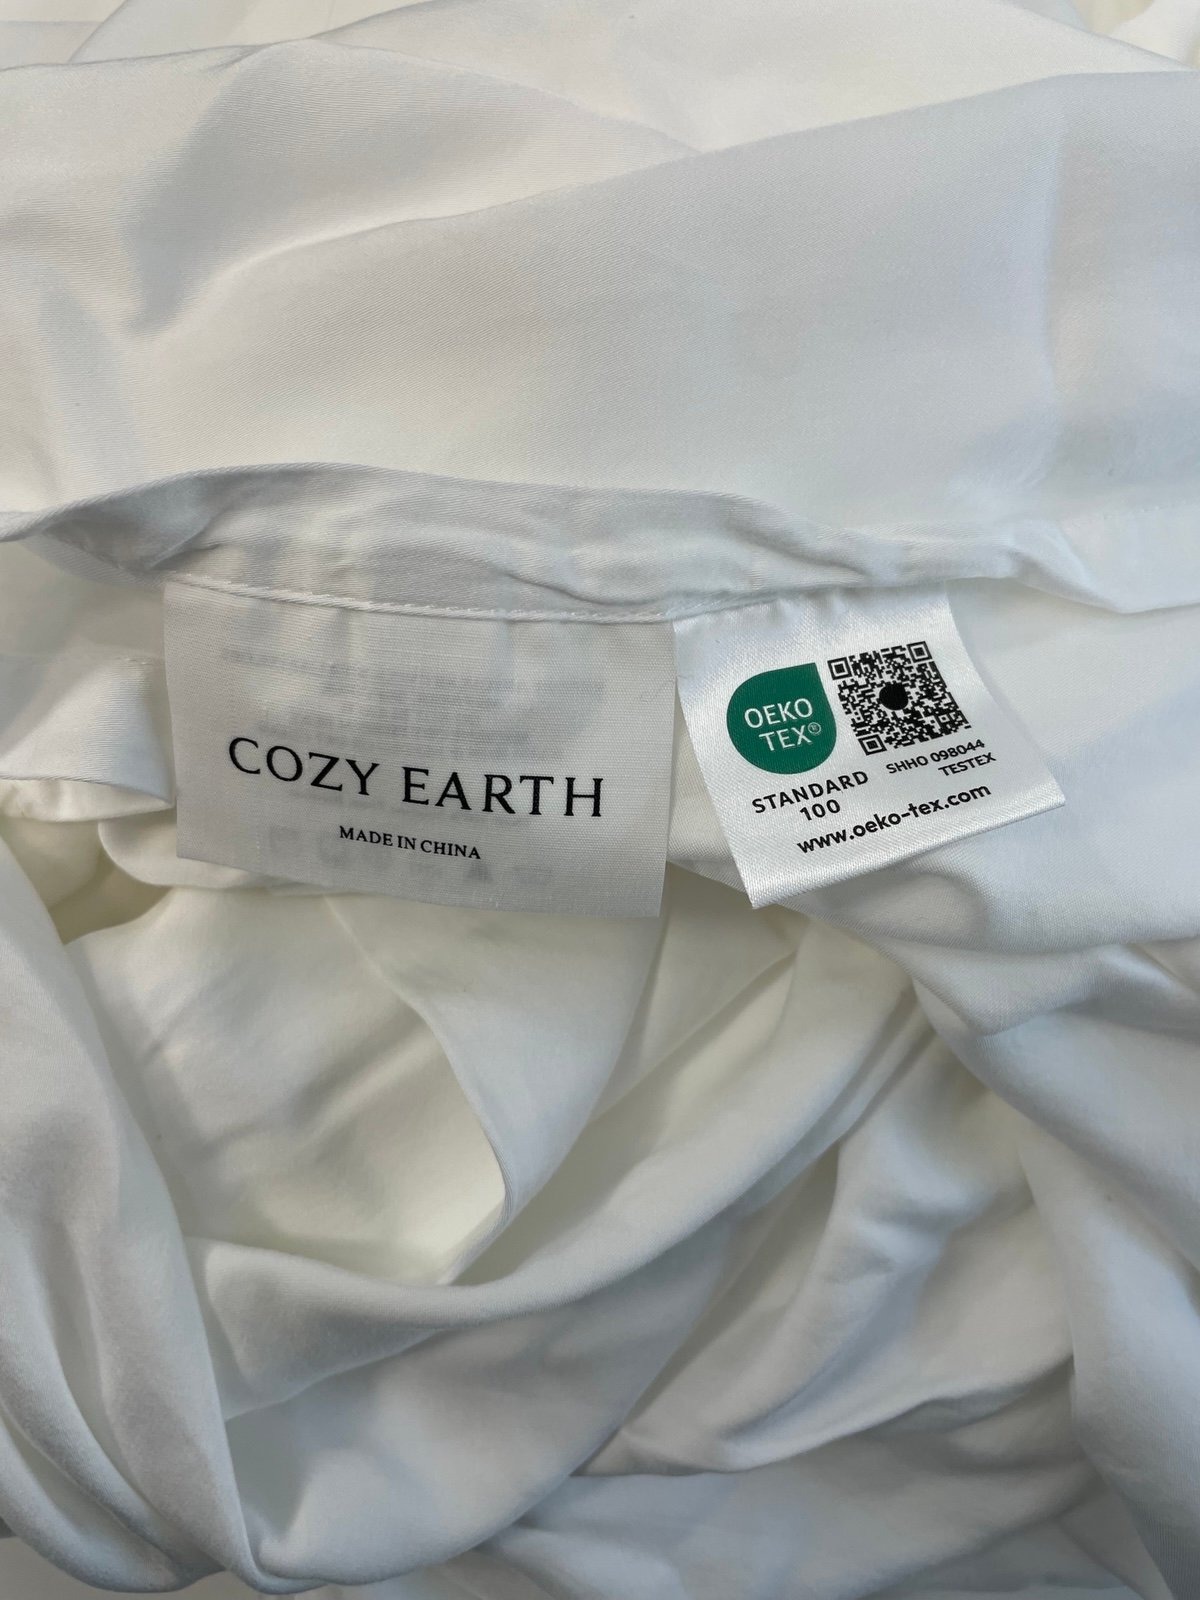 COZY EARTH
MADE IN CHINA
OEKO
TEX®
STANDARD
100
SHHO 098044
TESTEX
www.oeko-tex.com